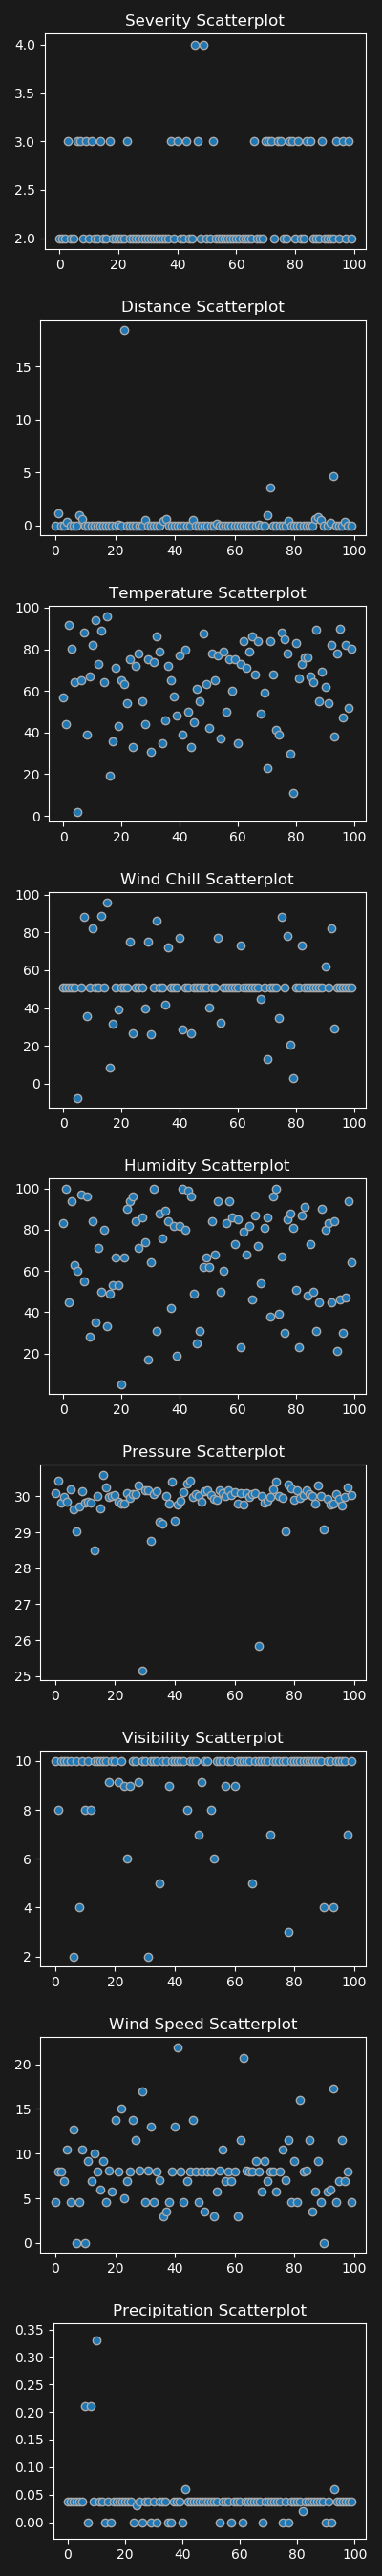 Severity Scatterplot
4.0
3.5
3.0
2.5
2.0
0 20 40 60 80 100
Distance Scatterplot
15
10
5
0
0 20 40 60 80 100
Temperature Scatterplot
100
80
60
40
20
0
0 20 40 60 80 100
Wind Chill Scatterplot
100
80
60
40
20
0
0 20 40 60 80 100
Humidity Scatterplot
100
80
60
40
20
0 20 40 60 80 100
Pressure Scatterplot
30
29
28
27
26
25
0 20 40 60 80 100
Visibility Scatterplot
10
8
6
4
2
0 20 40 60 80 100
Wind Speed Scatterplot
20
15
10
5
0
0 20 40 60 80 100
Precipitation Scatterplot
0.35
0.30
0.25
0.20
0.15
0.10
0.05
0.00
0 20 40 60 80 100